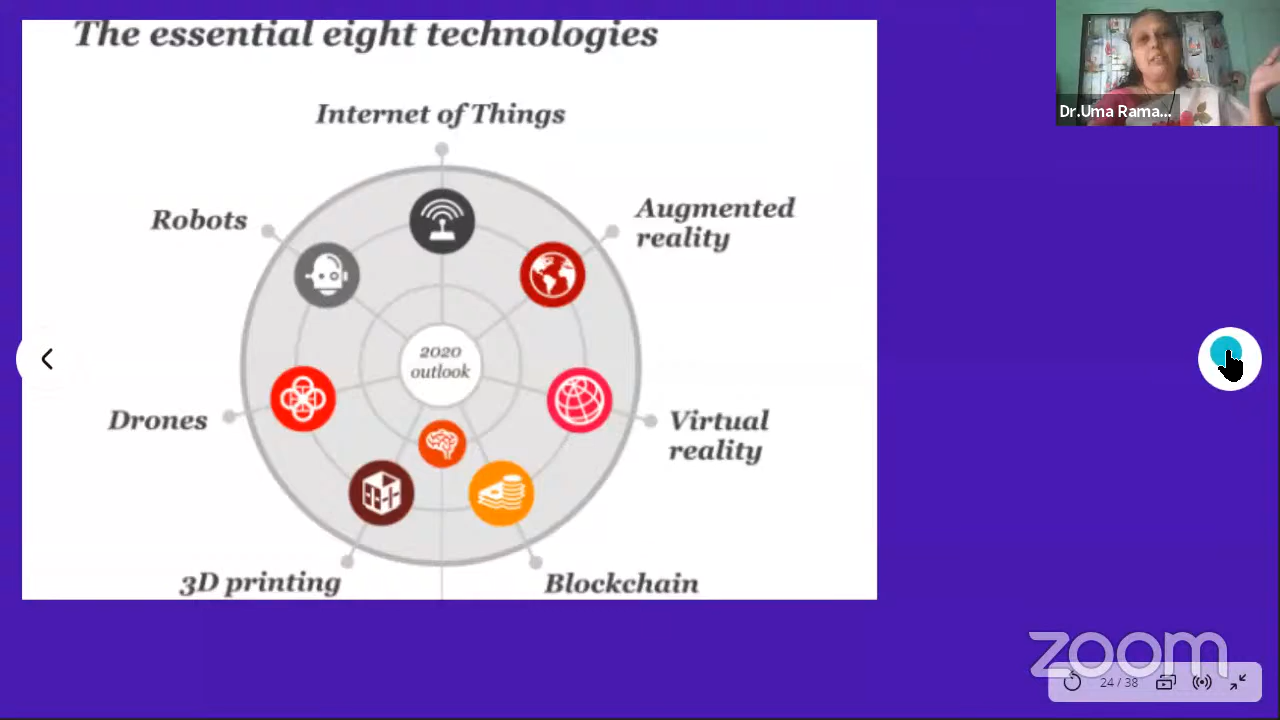 The essential eight technologies
Internet of Things
Robots
Augmented
reality
2020
outlook
Drones
Virtual
reality
3D printing
Blockchain
Dr.Uma Rama...
zoom
24 / 38